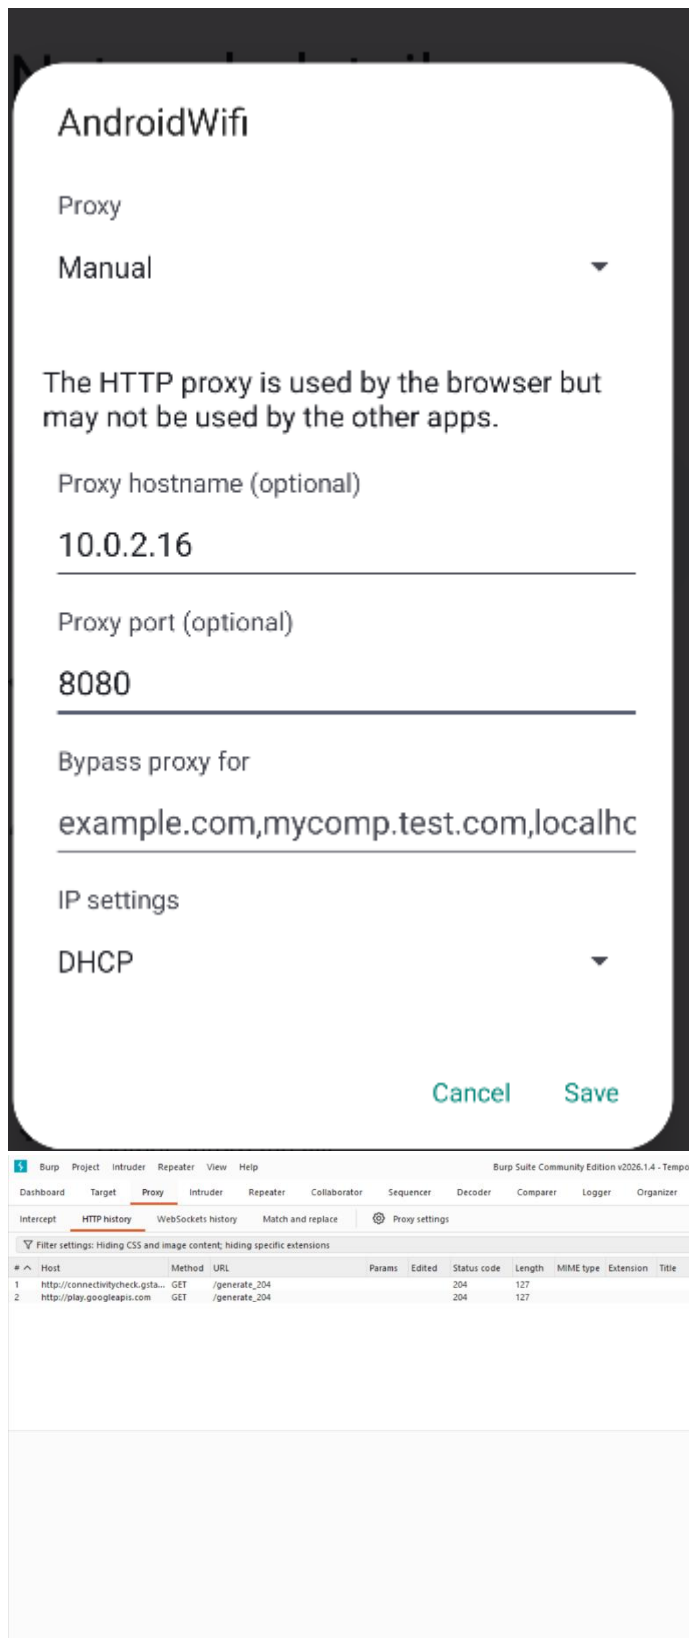 AndroidWifi
Proxy
Manual
The HTTP proxy is used by the browser but
may not be used by the other apps.
Proxy hostname (optional)
10.0.2.16
Proxy port (optional)
8080
Bypass proxy for
example.com,mycomp.test.com,localhc
IP settings
DHCP
Cancel Save
Burp Project Intruder Repeater View Help Burp Suite Community Edition v2026.1.4 - Tempo
Dashboard Target Proxy Intruder Repeater Collaborator Sequencer Decoder Comparer Logger Organizer
Intercept HTTP history WebSockets history Match and replace Proxy settings
Filter settings: Hiding CSS and image content; hiding specific extensions
# Host Method URL Params Edited Status code Length MIME type Extension Title
1 http://connectivitycheck.gsta... GET /generate_204 204 127
2 http://play.googleapis.com GET /generate_204 204 127